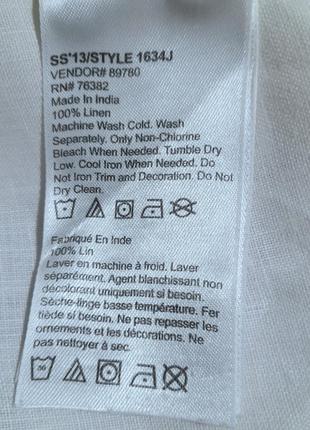 SS'13/STYLE 1634J
VENDOR# 89780
RN# 76382
Made In India
100% Linen
Machine Wash Cold. Wash
Separately. Only Non-Chlorine
Bleach When Needed. Tumble Dry
Low. Cool Iron When Needed. Do
Not Iron Trim and Decoration. Do Not
Dry Clean.
Fabriqué En Inde
100% Lin
Laver en machine à froid. Laver
séparément. Agent blanchissant non
décolorant uniquement si besoin.
Sèche-linge basse température. Fer
tiède si besoin. Ne pas repasser les
ornements et les décorations. Ne
pas nettoyer à sec.